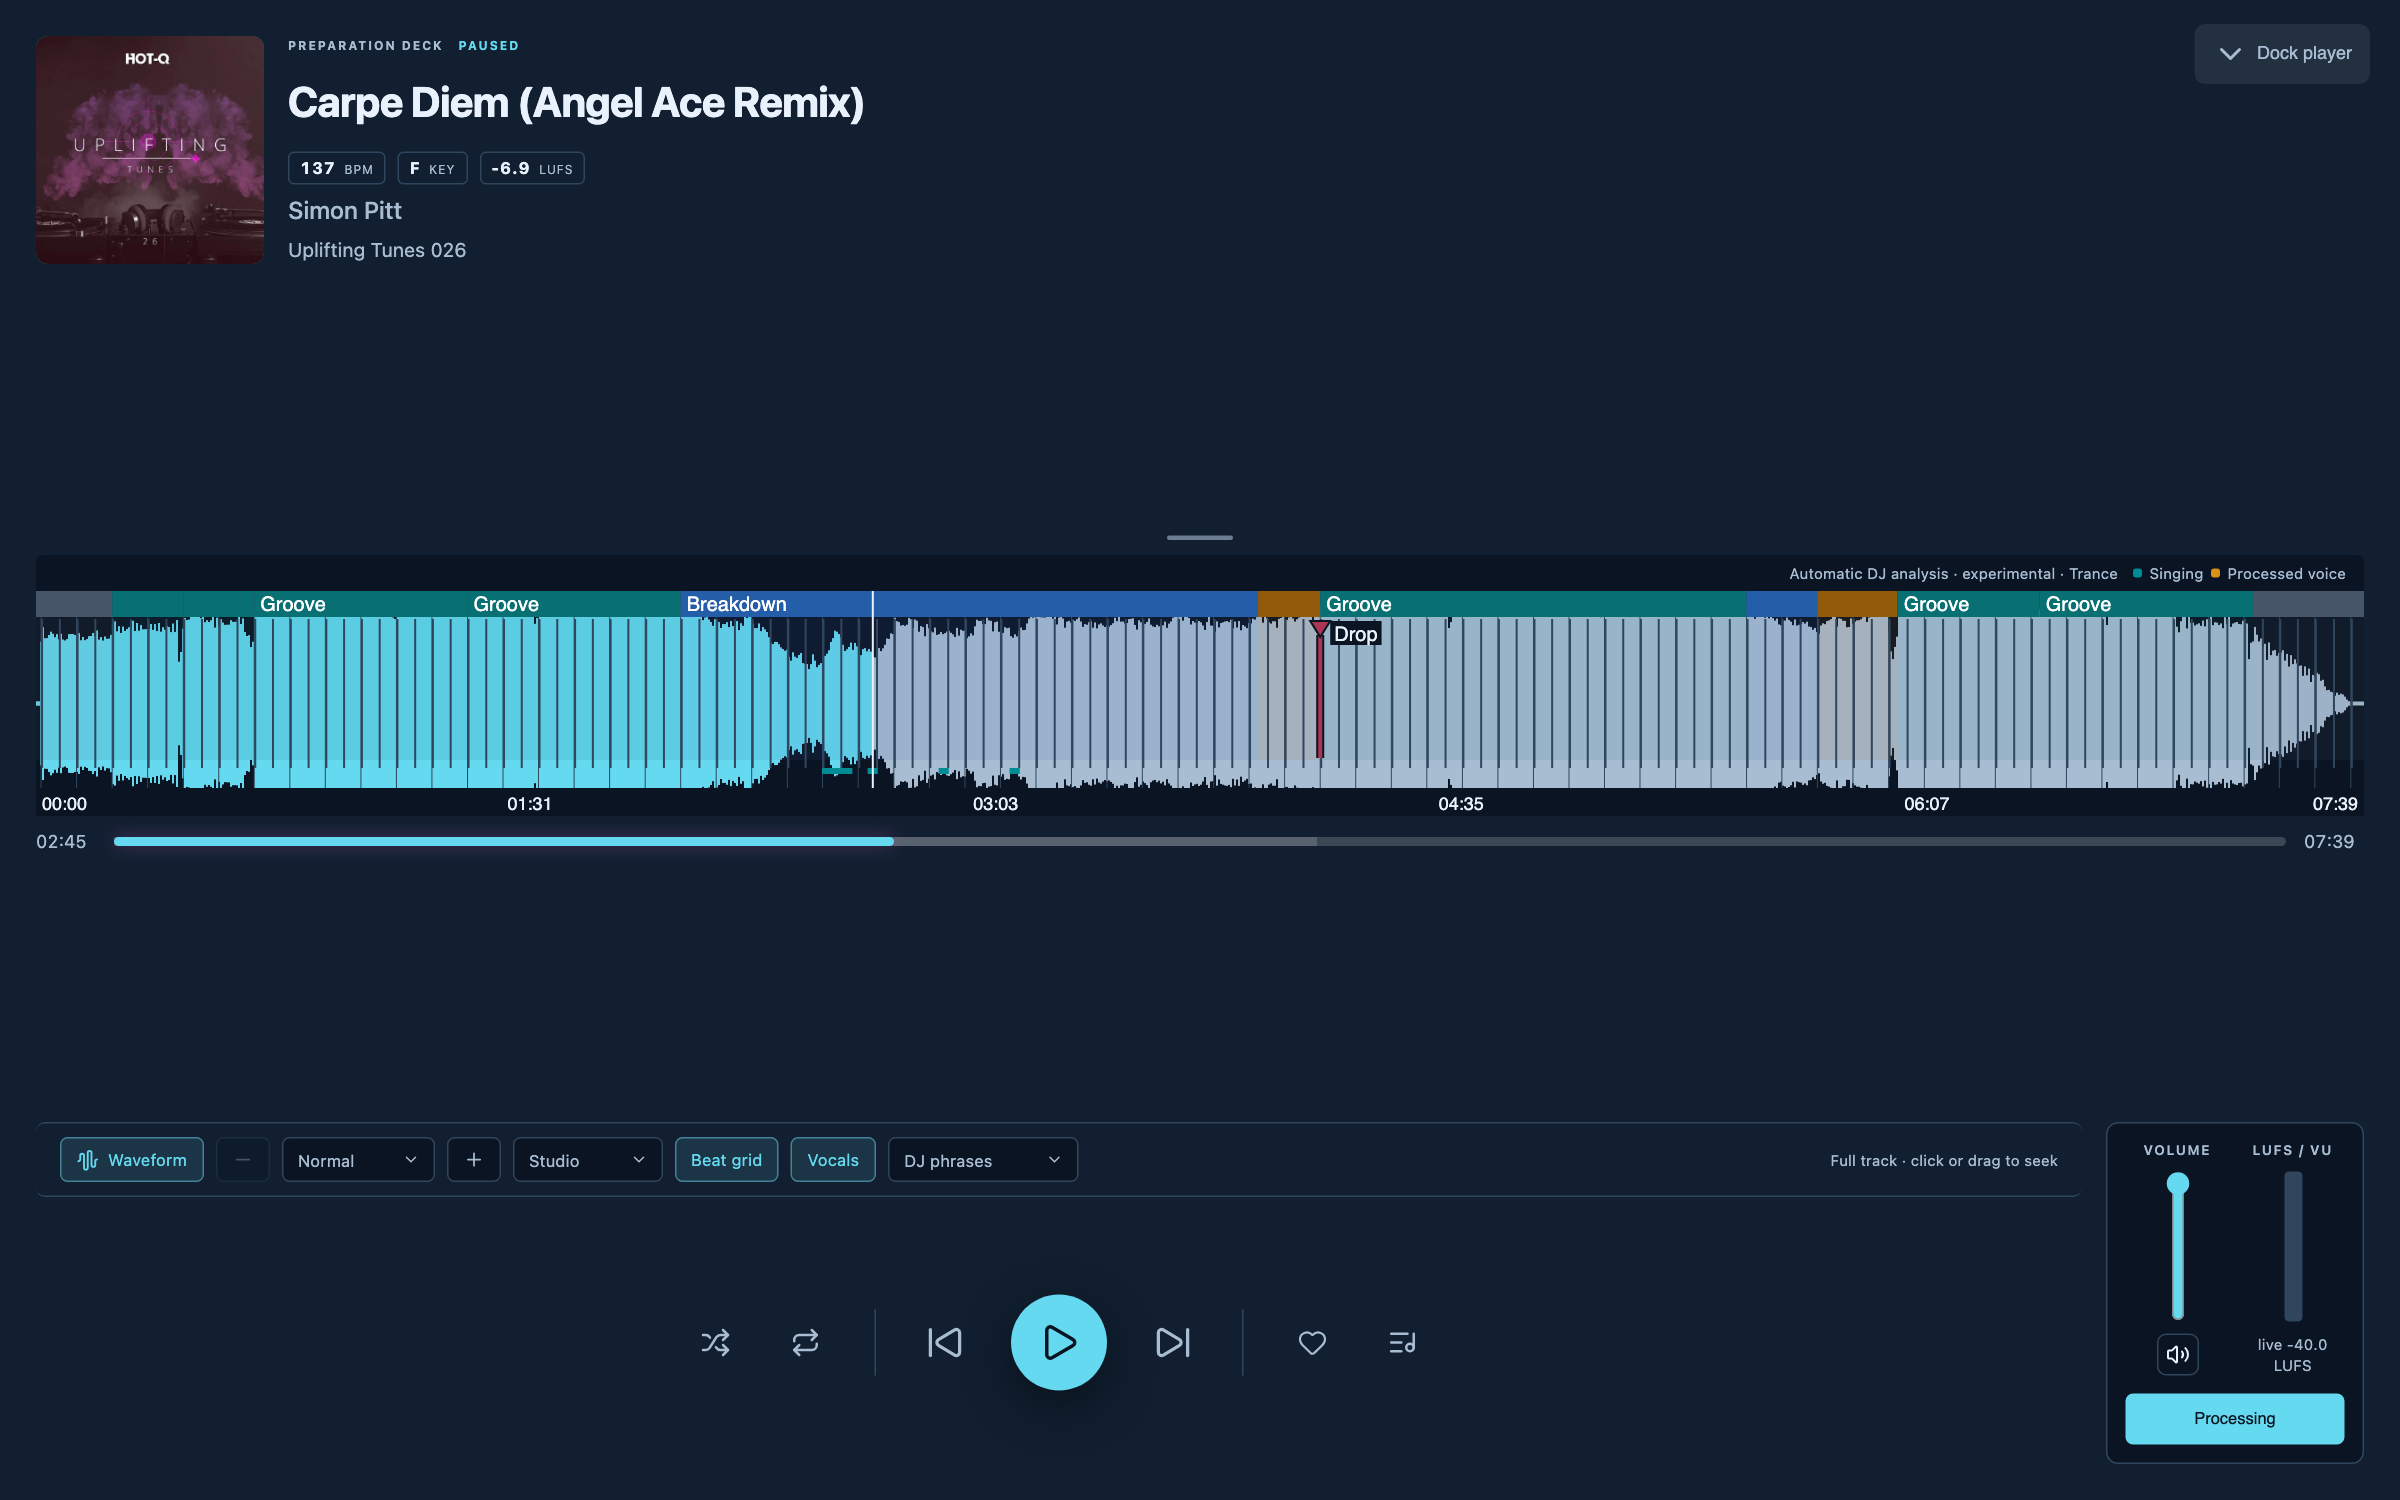 HOT-Q
UPLIFTING
TUNES
26
PREPARATION DECK PAUSED
Carpe Diem (Angel Ace Remix)
137 BPM F KEY -6.9 LUFS
Simon Pitt
Uplifting Tunes 026
Dock player
Automatic DJ analysis · experimental · Trance Singing Processed voice
Groove Groove Breakdown Groove Groove Groove
Drop
00:00 01:31 03:03 04:35 06:07 07:39
02:45 07:39
Waveform Normal Studio Beat grid Vocals DJ phrases Full track · click or drag to seek
VOLUME LUFS / VU
live -40.0
LUFS
Processing